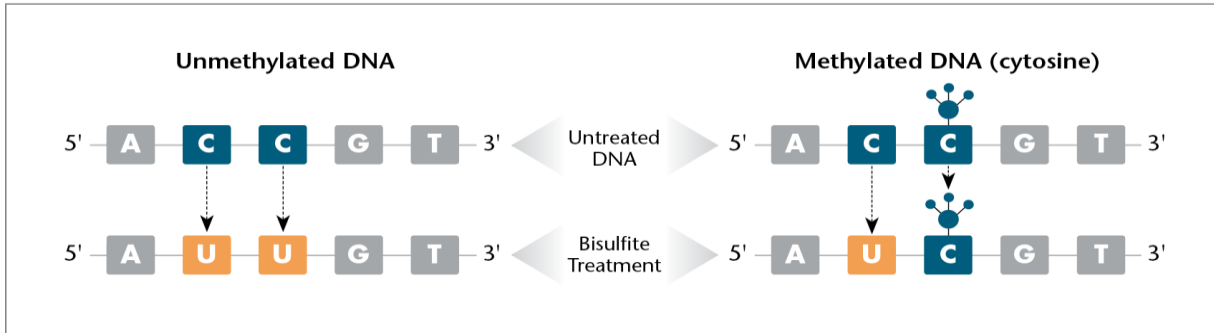 Unmethylated DNA
Methylated DNA (cytosine)
5' A C C G T 3'
Untreated
DNA
5' A C C G T 3'
5' A U U G T 3'
Bisulfite
Treatment
5' A U C G T 3'